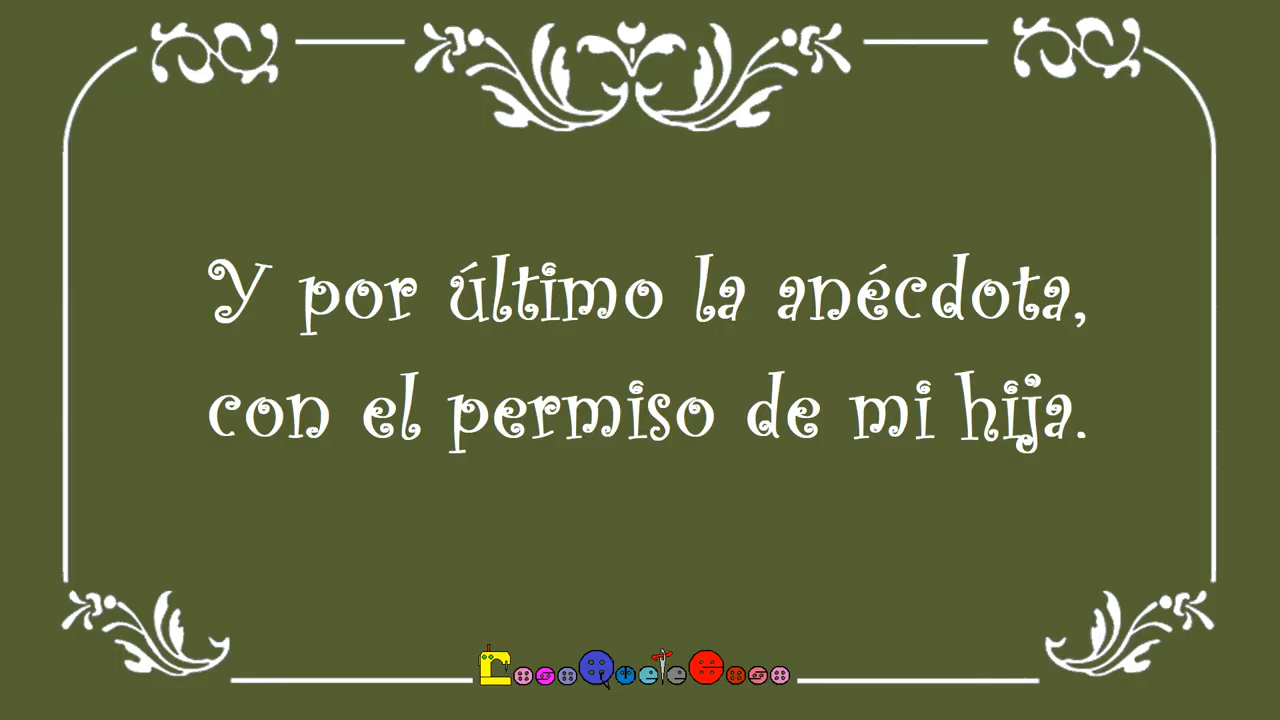 Y por último la anécdota,
con el permiso de mi hija.